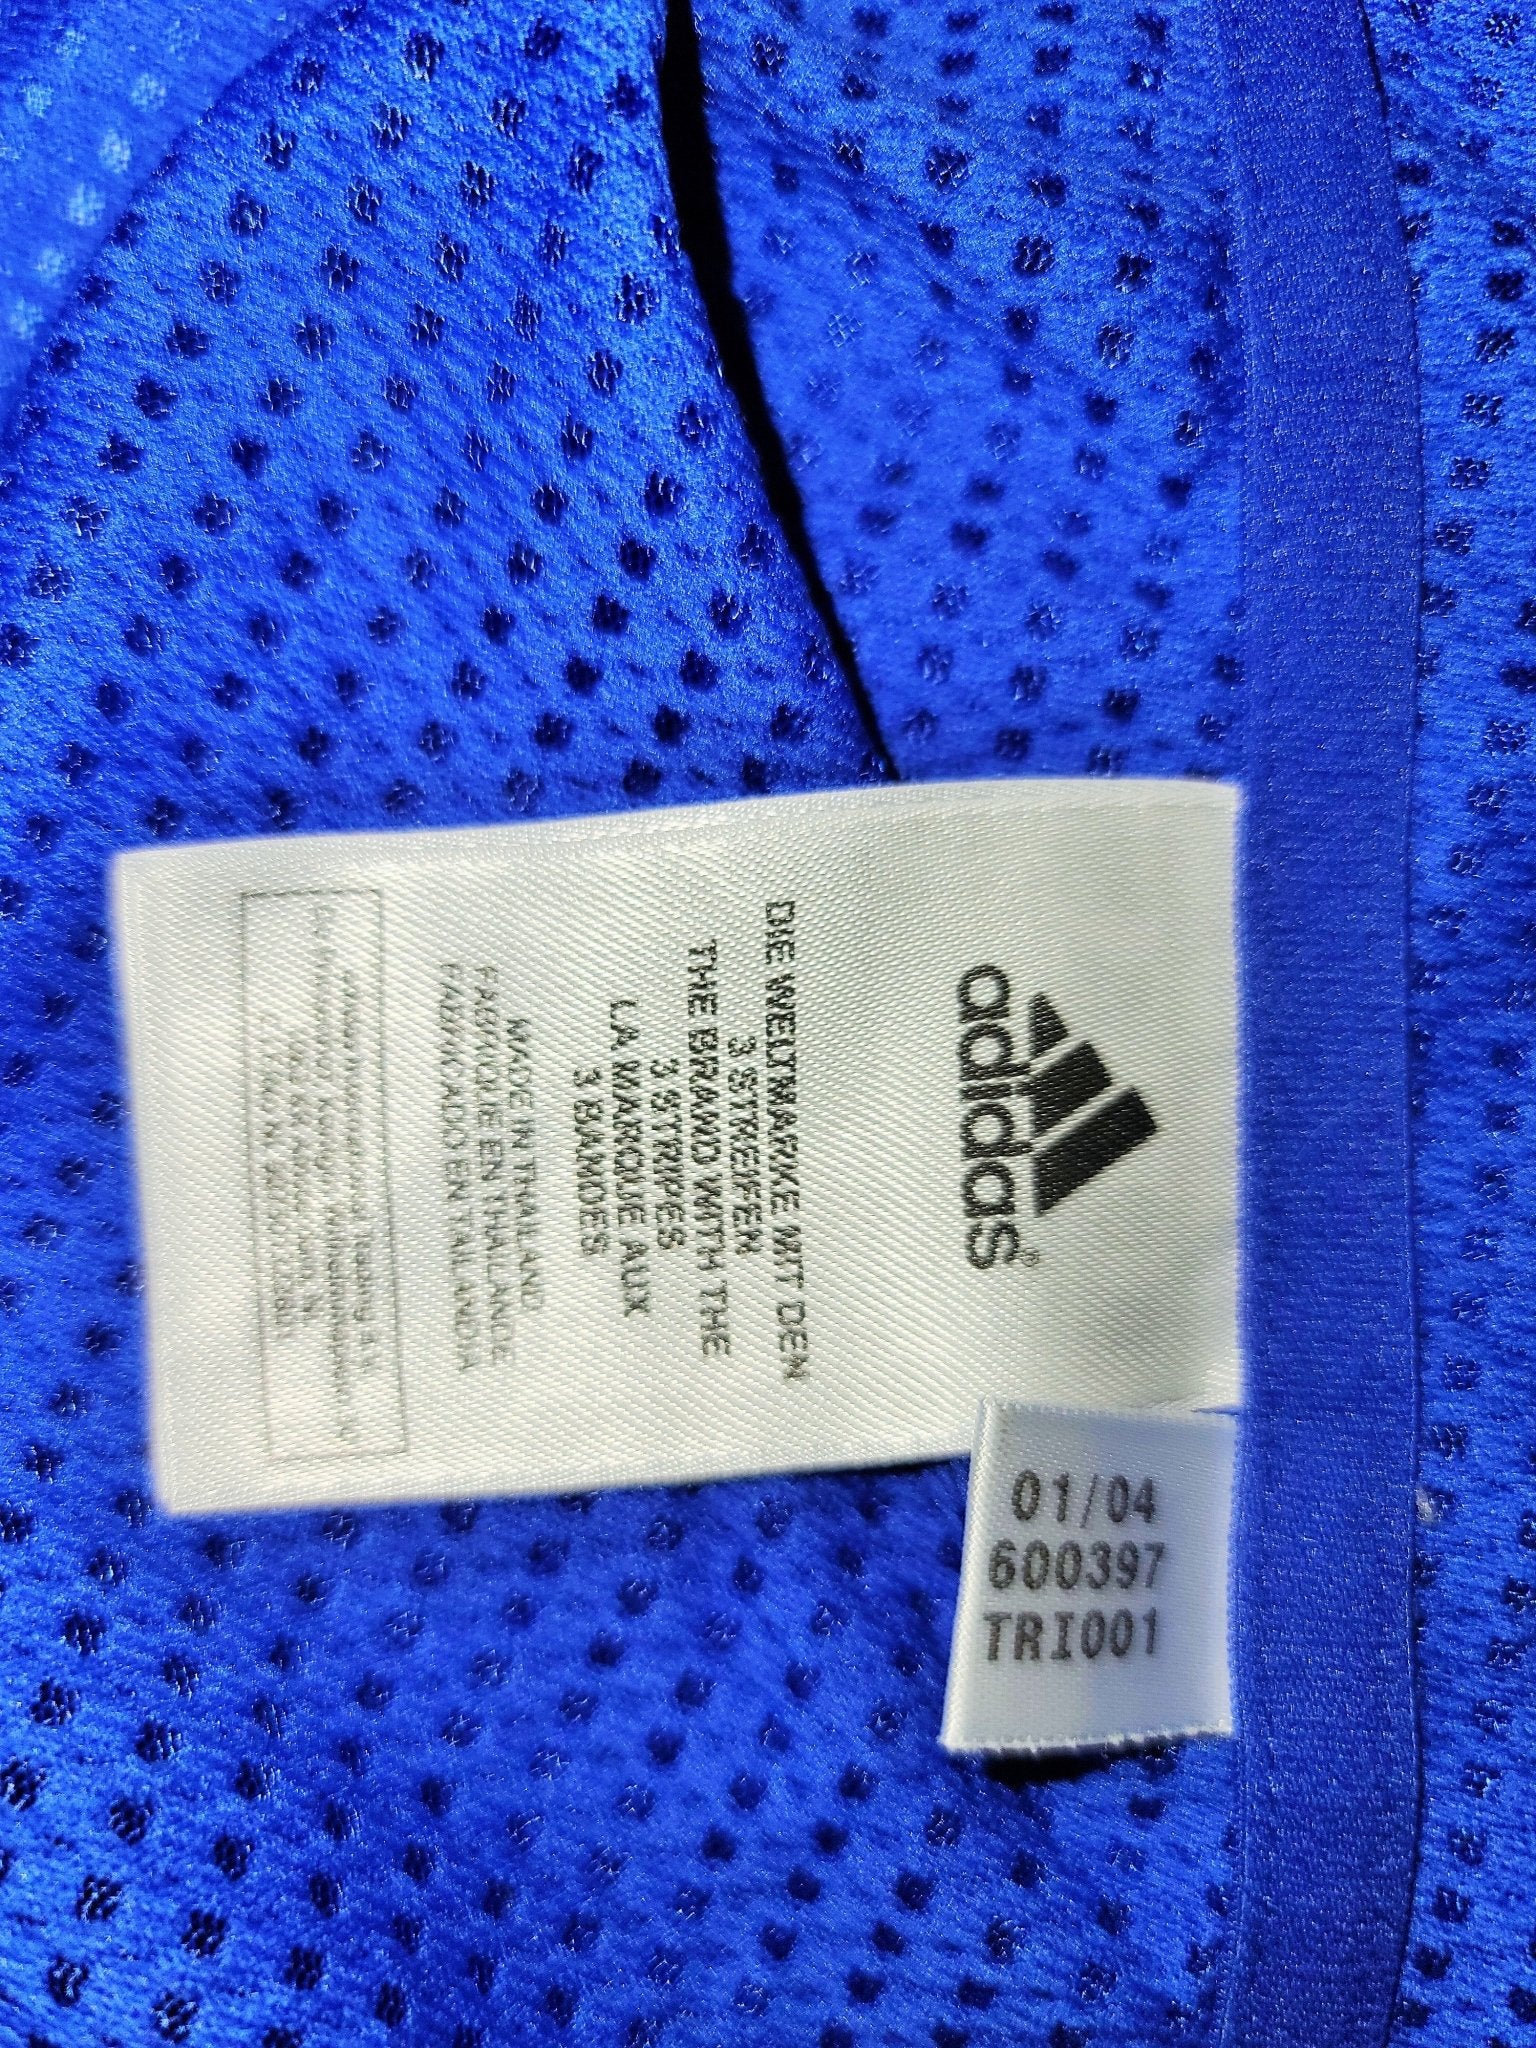 adidas®
DIE WELTMARKE MIT DEN
3 STREIFEN
THE BRAND WITH THE
3 STRIPES
LA MARQUE AUX
3 BANDES
MADE IN THAILAND
FABRIQUE EN THAILANDE
FABRICADO EN TAILANDIA
01/04
600397
TRI001